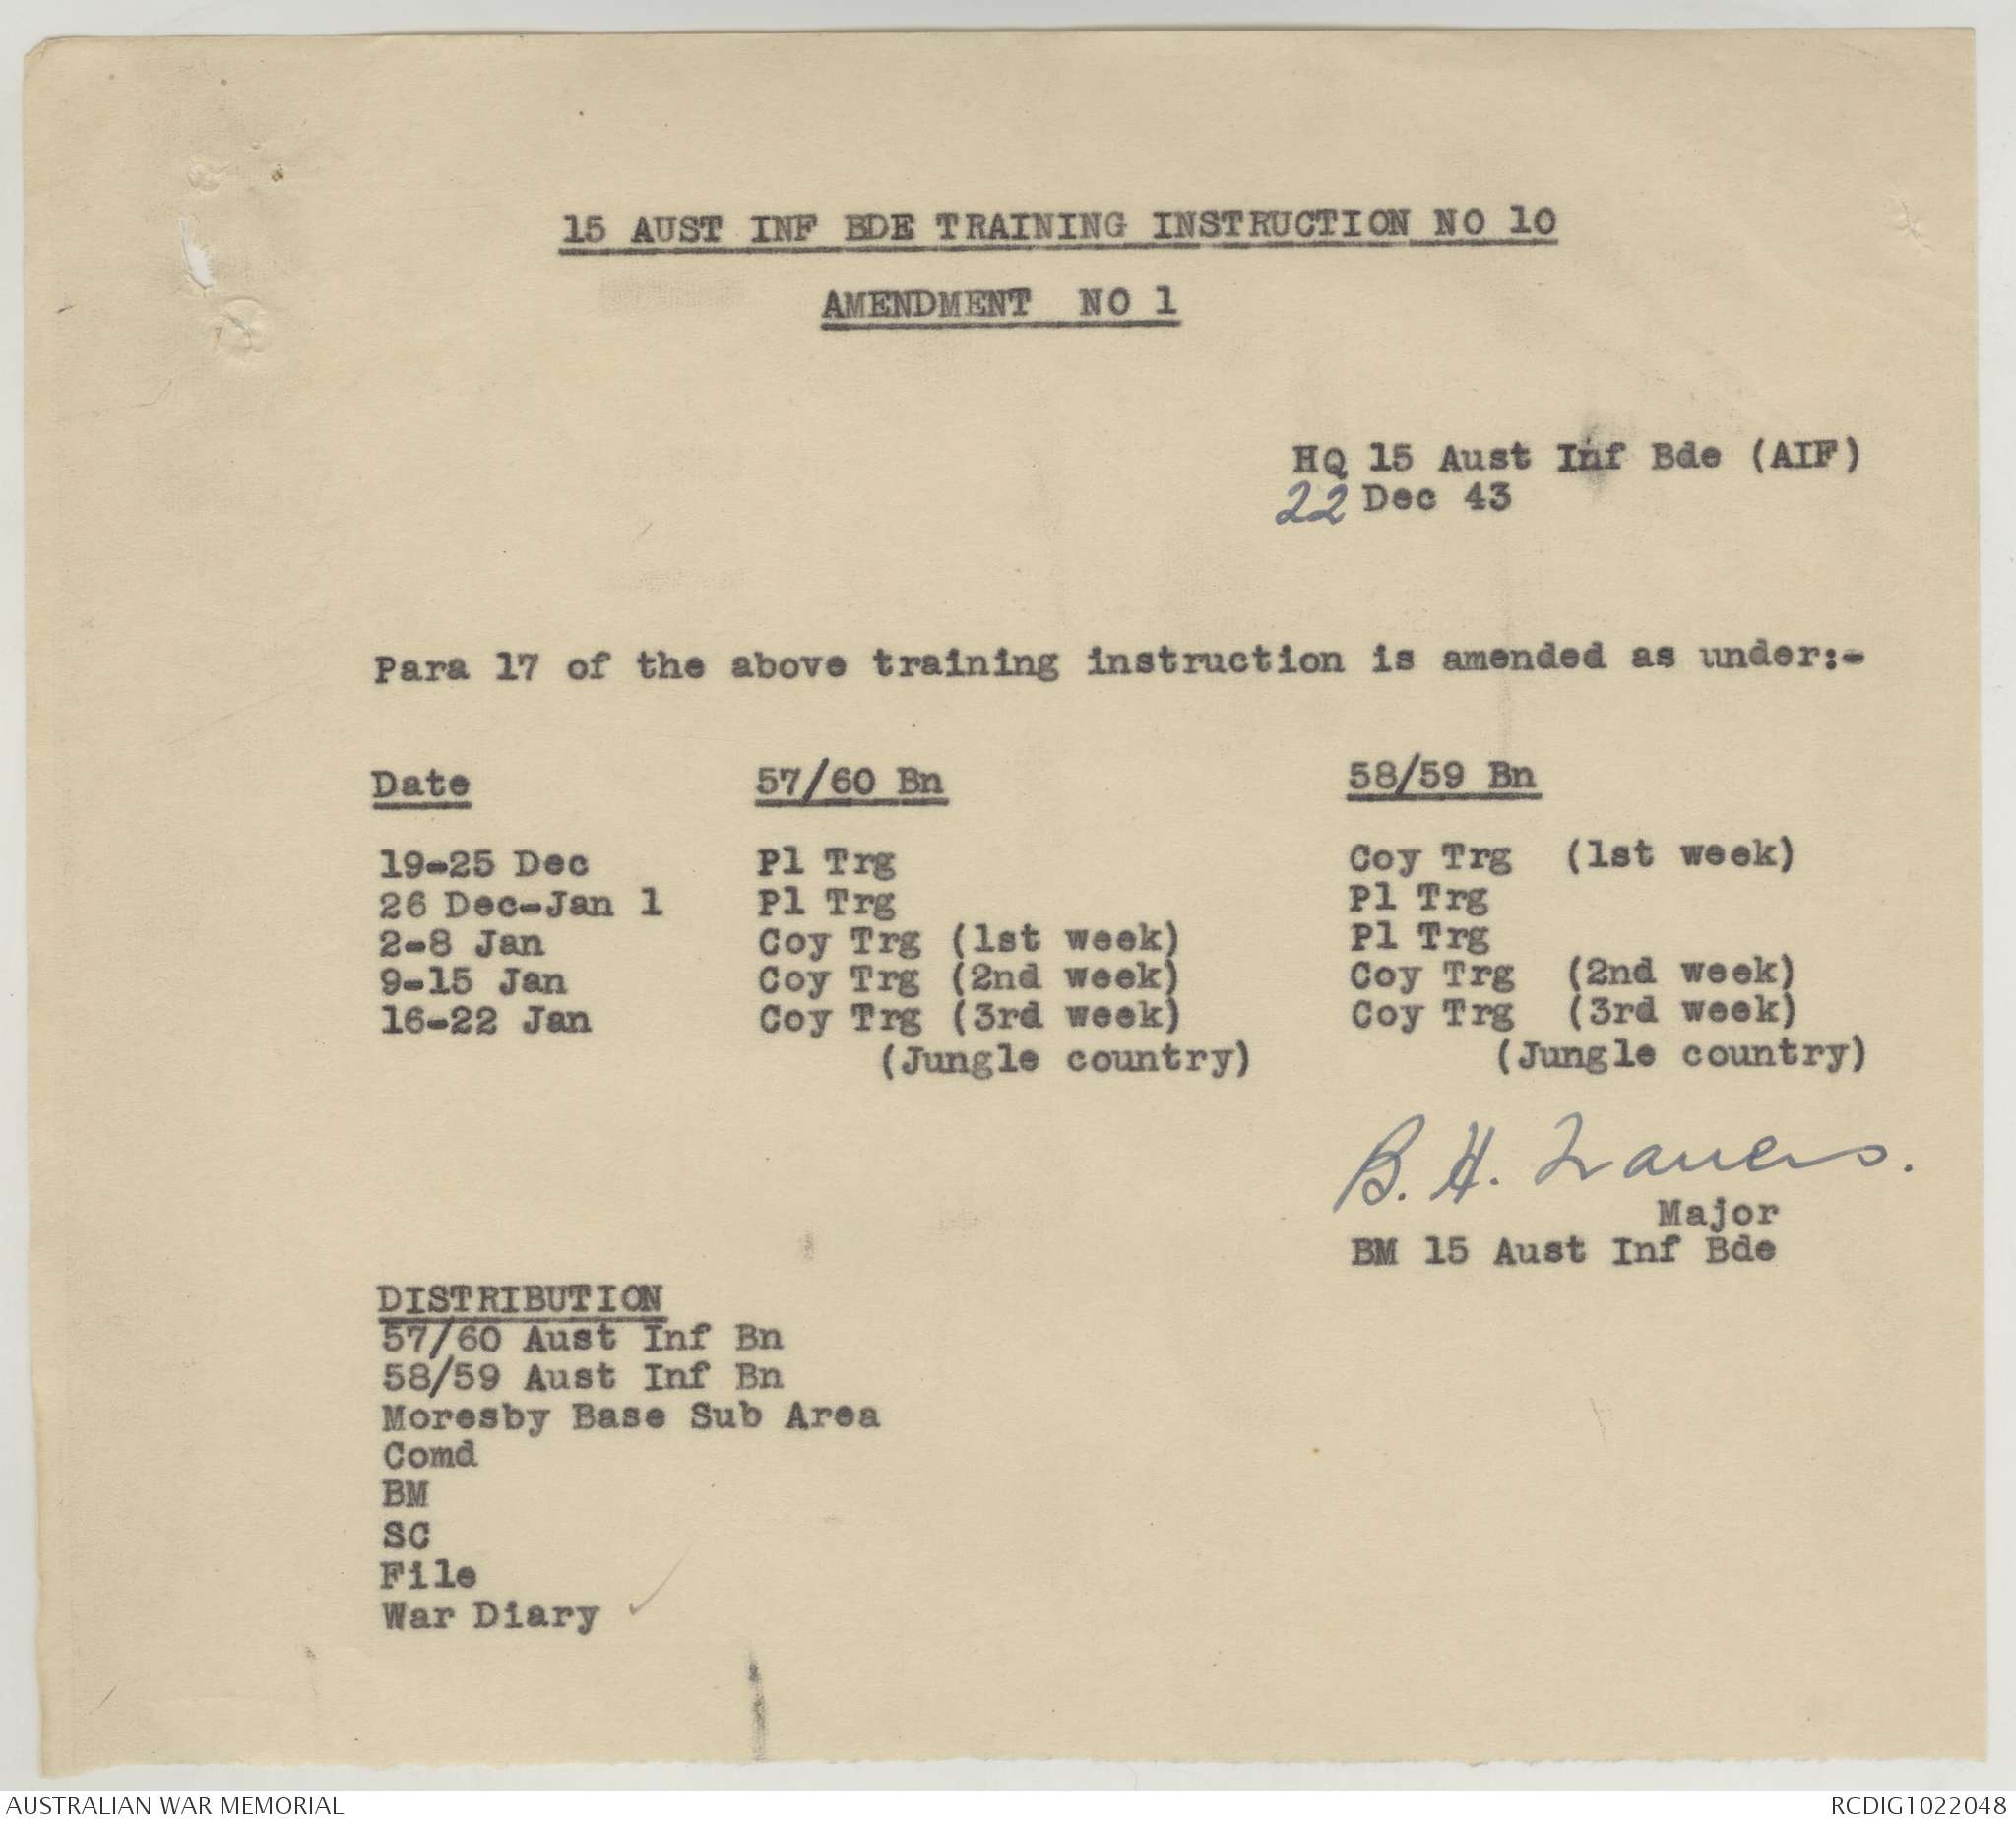 15 AUST INF BDE TRAINING INSTRUCTION NO 10
AMENDMENT NO 1
HQ 15 Aust Inf Bde (AIF)
22 Dec 43
Para 17 of the above training instruction is amended as under:-
Date 57/60 Bn 58/59 Bn
19-25 Dec Pl Trg Coy Trg (1st week)
26 Dec-Jan 1 Pl Trg Pl Trg
2-8 Jan Coy Trg (1st week) Pl Trg
9-15 Jan Coy Trg (2nd week) Coy Trg (2nd week)
16-22 Jan Coy Trg (3rd week) Coy Trg (3rd week)
(Jungle country) (Jungle country)
B. H. Travers.
Major
BM 15 Aust Inf Bde
DISTRIBUTION
57/60 Aust Inf Bn
58/59 Aust Inf Bn
Moresby Base Sub Area
Comd
BM
SC
File
War Diary
AUSTRALIAN WAR MEMORIAL RCDIG1022048